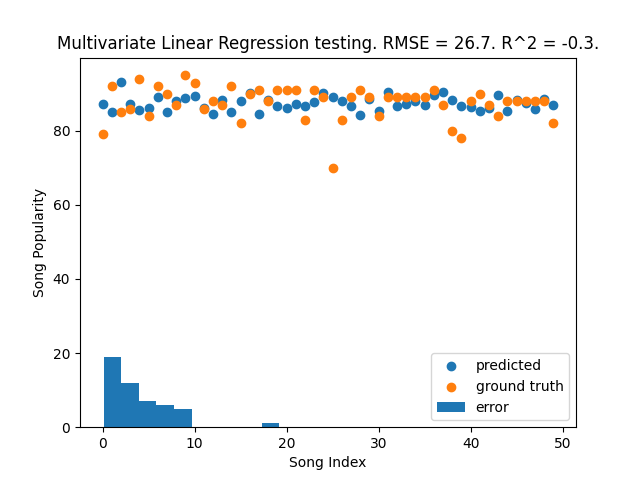 Multivariate Linear Regression testing. RMSE = 26.7. R^2 = -0.3.
Song Popularity
80
60
40
20
0
0 10 20 30 40 50
Song Index
predicted
ground truth
error